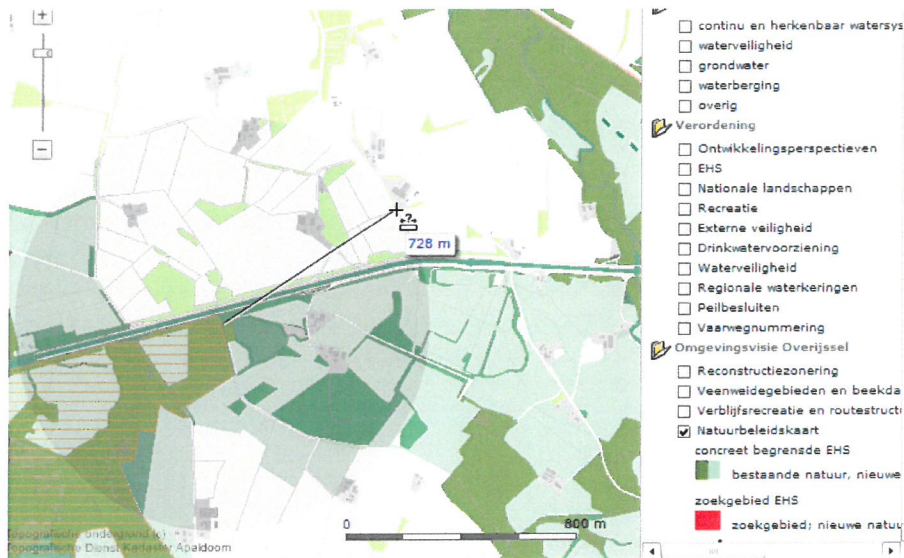 728 m
0 800 m
Topografische ondergrond (c)
Topografische Dienst Kadaster Apeldoorn
continu en herkenbaar watersys
waterveiligheid
grondwater
waterberging
overig
Verordening
Ontwikkelingsperspectieven
EHS
Nationale landschappen
Recreatie
Externe veiligheid
Drinkwatervoorziening
Waterveiligheid
Regionale waterkeringen
Peilbesluiten
Vaarwegnummering
Omgevingsvisie Overijssel
Reconstructiezonering
Veenweidegebieden en beekda
Verblijfsrecreatie en routestructu
Natuurbeleidskaart
concreet begrensde EHS
bestaande natuur, nieuwe
zoekgebied EHS
zoekgebied; nieuwe natuu